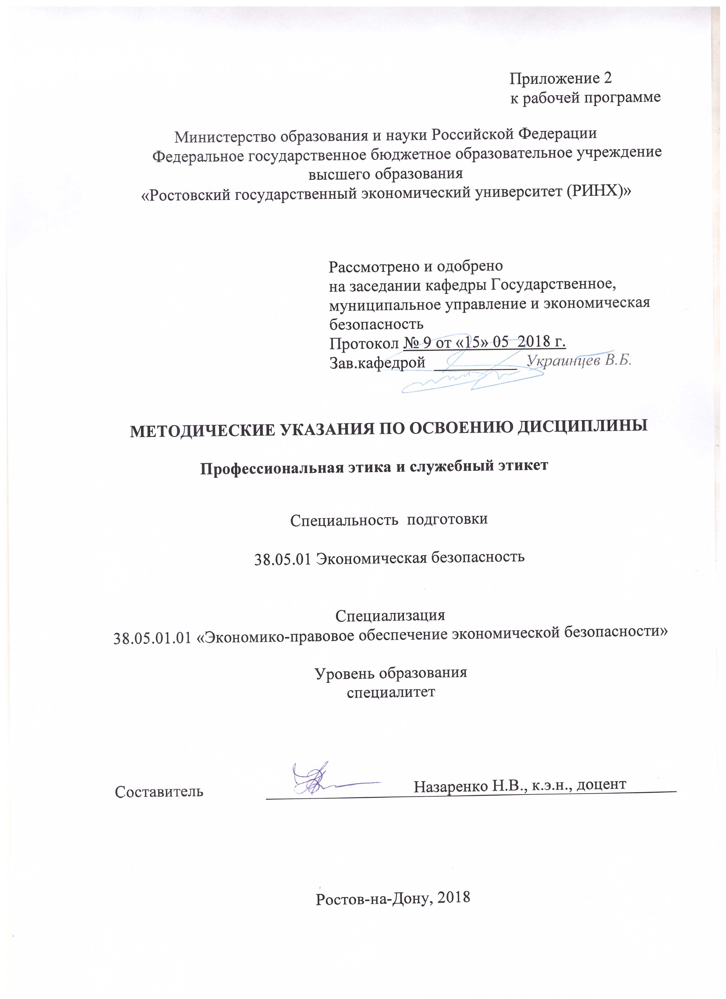 Приложение 2
к рабочей программе
Министерство образования и науки Российской Федерации
Федеральное государственное бюджетное образовательное учреждение
высшего образования
«Ростовский государственный экономический университет (РИНХ)»
Рассмотрено и одобрено
на заседании кафедры Государственное,
муниципальное управление и экономическая
безопасность
Протокол № 9 от «15» 05 2018 г.
Зав.кафедрой Украинцев В.Б.
МЕТОДИЧЕСКИЕ УКАЗАНИЯ ПО ОСВОЕНИЮ ДИСЦИПЛИНЫ
Профессиональная этика и служебный этикет
Специальность подготовки
38.05.01 Экономическая безопасность
Специализация
38.05.01.01 «Экономико-правовое обеспечение экономической безопасности»
Уровень образования
специалитет
Составитель Назаренко Н.В., к.э.н., доцент
Ростов-на-Дону, 2018